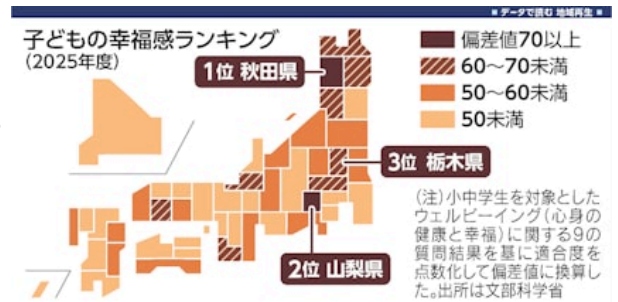 ■ データで読む 地域再生 ■
子どもの幸福感ランキング
(2025年度)
1位 秋田県
偏差値70以上
60〜70未満
50〜60未満
50未満
3位 栃木県
2位 山梨県
(注)小中学生を対象とした
ウェルビーイング(心身の
健康と幸福)に関する9の
質問結果を基に適合度を
点数化して偏差値に換算し
た。出所は文部科学省